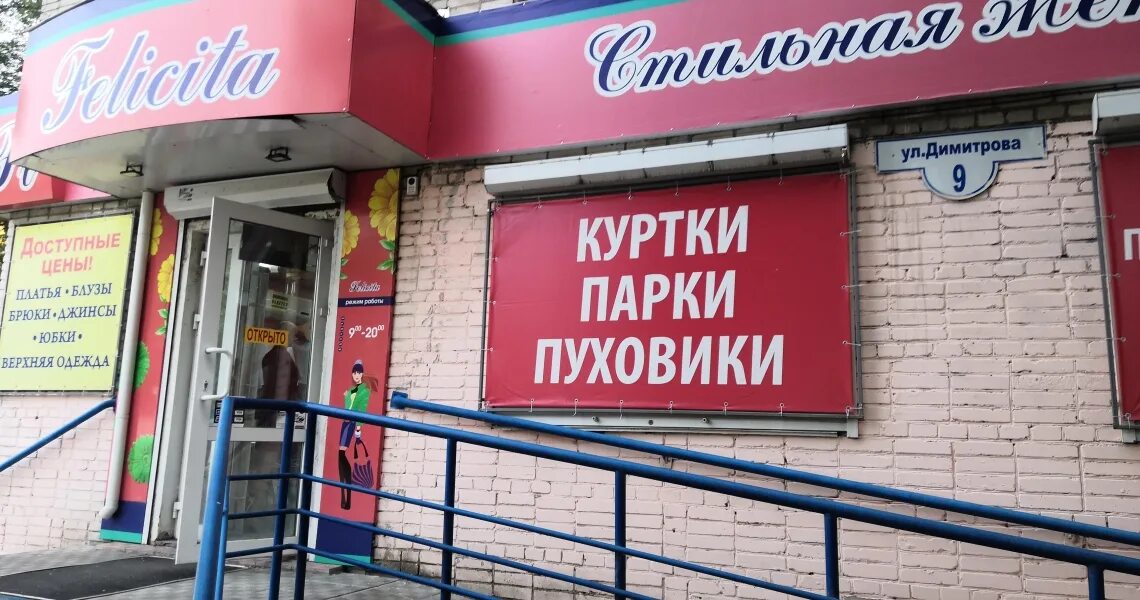 Felicita
Стильная
ул.Димитрова
9
ДОСТУПНЫЕ
ЦЕНЫ!
ПЛАТЬЯ • БЛУЗЫ
БРЮКИ • ДЖИНСЫ
• ЮБКИ •
ВЕРХНЯЯ ОДЕЖДА
ОТКРЫТО
Felicita
режим работы
9⁰⁰-20⁰⁰
КУРТКИ
ПАРКИ
ПУХОВИКИ